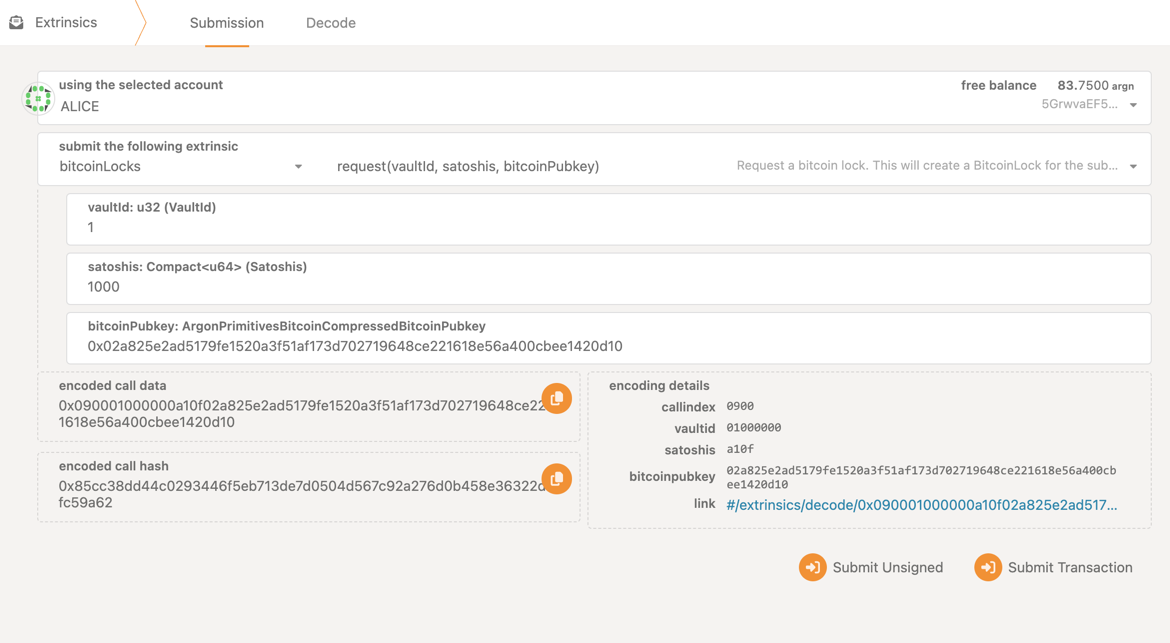 Extrinsics
Submission
Decode
using the selected account
ALICE
free balance 83.7500 argn
5GrwvaEF5...
submit the following extrinsic
bitcoinLocks
request(vaultId, satoshis, bitcoinPubkey)
Request a bitcoin lock. This will create a BitcoinLock for the sub...
vaultId: u32 (VaultId)
1
satoshis: Compact<u64> (Satoshis)
1000
bitcoinPubkey: ArgonPrimitivesBitcoinCompressedBitcoinPubkey
0x02a825e2ad5179fe1520a3f51af173d702719648ce221618e56a400cbee1420d10
encoded call data
0x090001000000a10f02a825e2ad5179fe1520a3f51af173d702719648ce22
1618e56a400cbee1420d10
encoded call hash
0x85cc38dd44c0293446f5eb713de7d0504d567c92a276d0b458e36322d
fc59a62
encoding details
callindex 0900
vaultid 01000000
satoshis a10f
bitcoinpubkey 02a825e2ad5179fe1520a3f51af173d702719648ce221618e56a400cb
ee1420d10
link #/extrinsics/decode/0x090001000000a10f02a825e2ad517...
Submit Unsigned
Submit Transaction